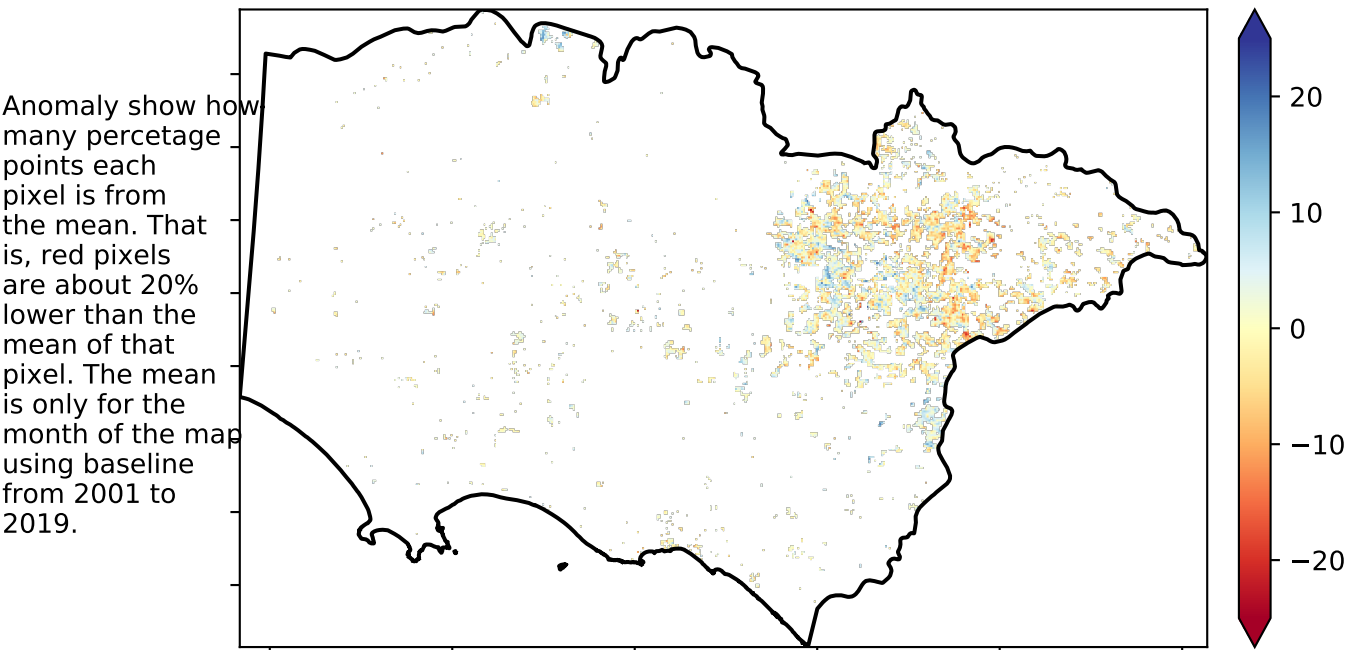 Anomaly show how
many percetage
points each
pixel is from
the mean. That
is, red pixels
are about 20%
lower than the
mean of that
pixel. The mean
is only for the
month of the map
using baseline
from 2001 to
2019.
20
10
0
−10
−20